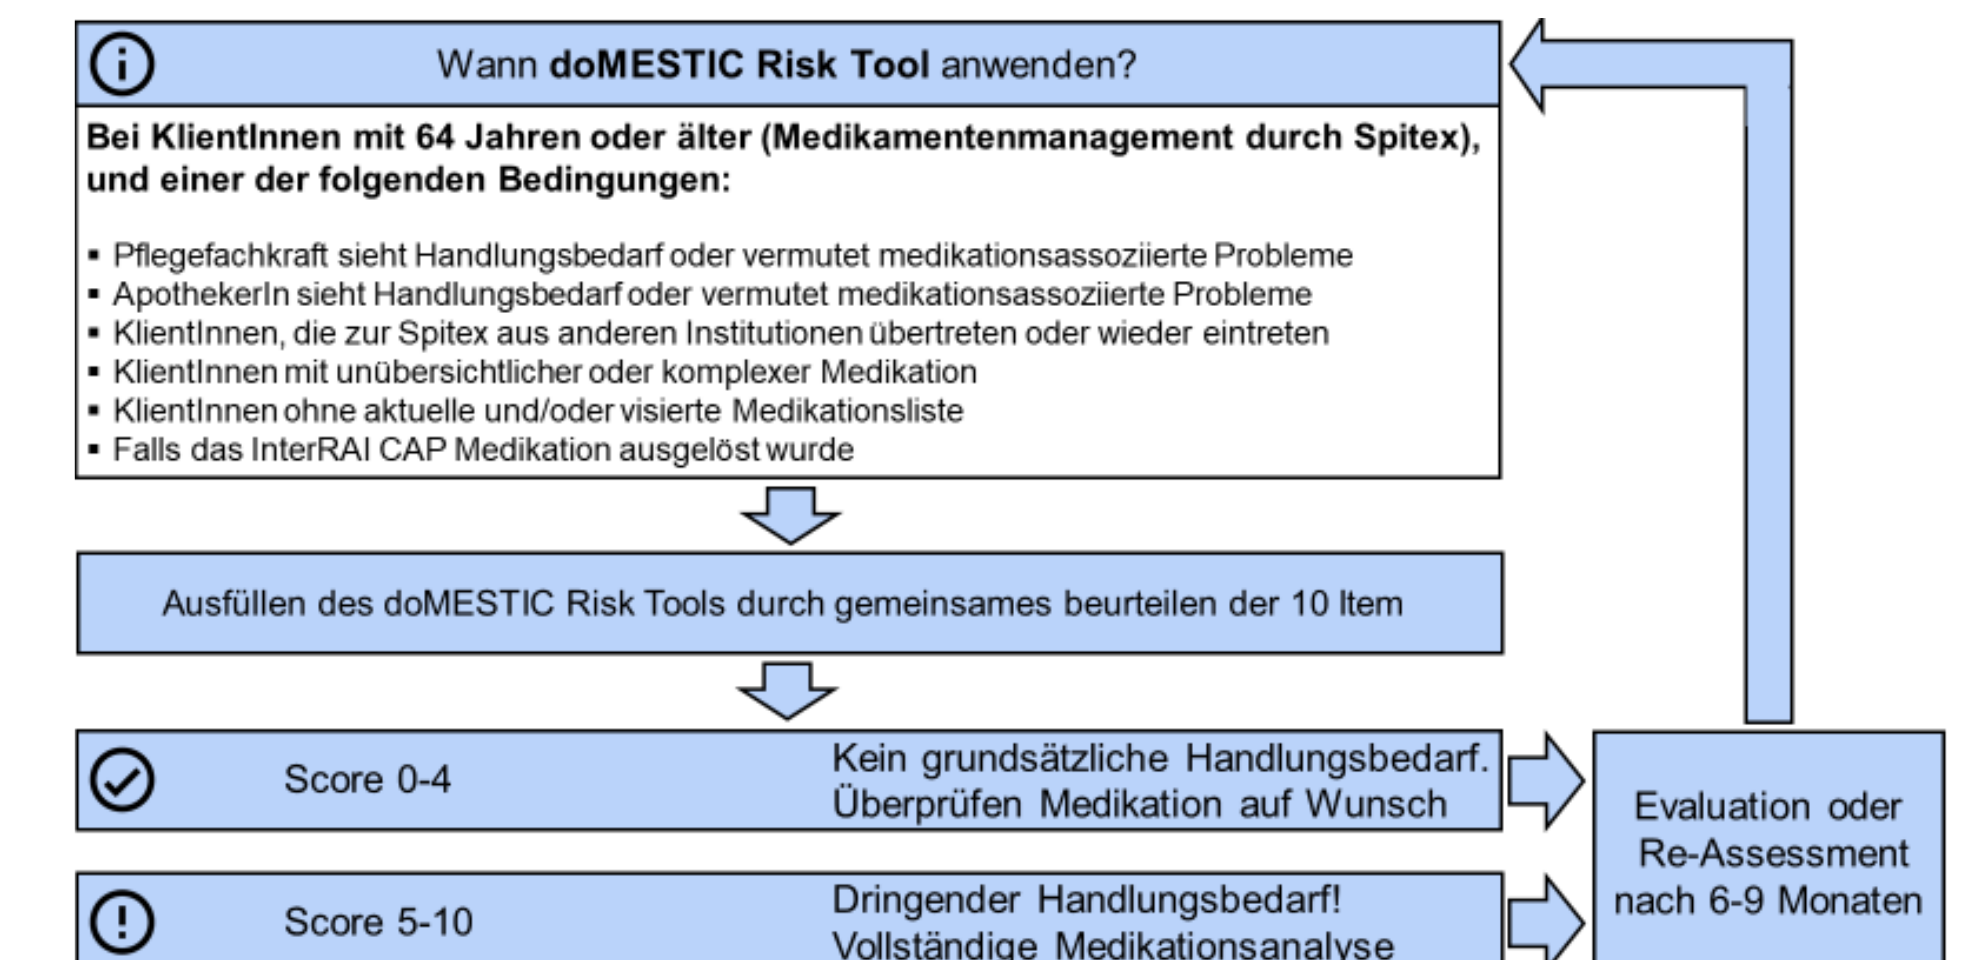 Wann doMESTIC Risk Tool anwenden?
Bei KlientInnen mit 64 Jahren oder älter (Medikamentenmanagement durch Spitex),
und einer der folgenden Bedingungen:
▪ Pflegefachkraft sieht Handlungsbedarf oder vermutet medikationsassoziierte Probleme
▪ ApothekerIn sieht Handlungsbedarf oder vermutet medikationsassoziierte Probleme
▪ KlientInnen, die zur Spitex aus anderen Institutionen übertreten oder wieder eintreten
▪ KlientInnen mit unübersichtlicher oder komplexer Medikation
▪ KlientInnen ohne aktuelle und/oder visierte Medikationsliste
▪ Falls das InterRAI CAP Medikation ausgelöst wurde
Ausfüllen des doMESTIC Risk Tools durch gemeinsames beurteilen der 10 Item
Score 0-4
Kein grundsätzliche Handlungsbedarf.
Überprüfen Medikation auf Wunsch
Score 5-10
Dringender Handlungsbedarf!
Vollständige Medikationsanalyse
Evaluation oder
Re-Assessment
nach 6-9 Monaten